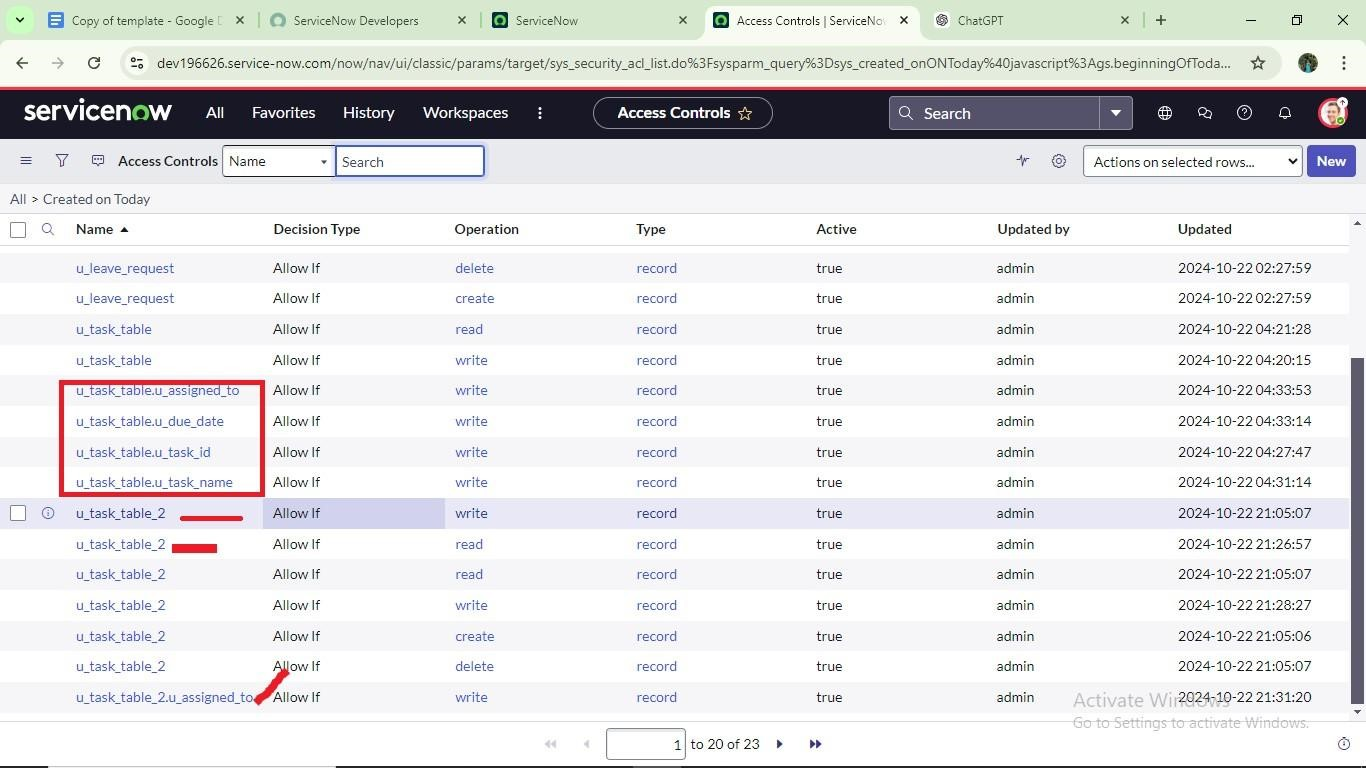 Copy of template - Google D
ServiceNow Developers
ServiceNow
Access Controls | ServiceNow
ChatGPT
dev196626.service-now.com/now/nav/ui/classic/params/target/sys_security_acl_list.do%3Fsysparm_query%3Dsys_created_onONToday%40javascript%3Ags.beginningOfToda...
servicenow All Favorites History Workspaces Access Controls Search
Access Controls Name Search Actions on selected rows... New
All > Created on Today
Name Decision Type Operation Type Active Updated by Updated
u_leave_request Allow If delete record true admin 2024-10-22 02:27:59
u_leave_request Allow If create record true admin 2024-10-22 02:27:59
u_task_table Allow If read record true admin 2024-10-22 04:21:28
u_task_table Allow If write record true admin 2024-10-22 04:20:15
u_task_table.u_assigned_to Allow If write record true admin 2024-10-22 04:33:53
u_task_table.u_due_date Allow If write record true admin 2024-10-22 04:33:14
u_task_table.u_task_id Allow If write record true admin 2024-10-22 04:27:47
u_task_table.u_task_name Allow If write record true admin 2024-10-22 04:31:14
u_task_table_2 Allow If write record true admin 2024-10-22 21:05:07
u_task_table_2 Allow If read record true admin 2024-10-22 21:26:57
u_task_table_2 Allow If read record true admin 2024-10-22 21:05:07
u_task_table_2 Allow If write record true admin 2024-10-22 21:28:27
u_task_table_2 Allow If create record true admin 2024-10-22 21:05:06
u_task_table_2 Allow If delete record true admin 2024-10-22 21:05:07
u_task_table_2.u_assigned_to Allow If write record true admin 2024-10-22 21:31:20
Activate Windows
Go to Settings to activate Windows.
1 to 20 of 23